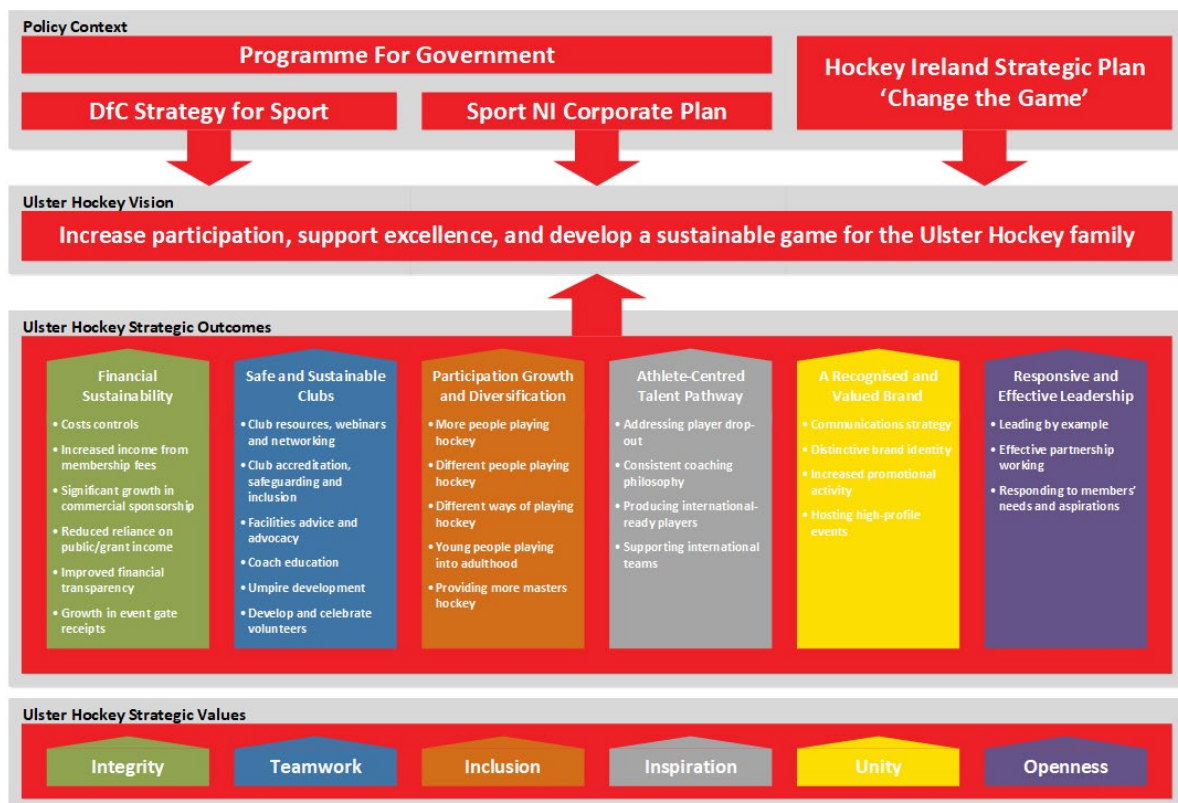 Policy Context
Programme For Government
DfC Strategy for Sport
Sport NI Corporate Plan
Hockey Ireland Strategic Plan
‘Change the Game’
Ulster Hockey Vision
Increase participation, support excellence, and develop a sustainable game for the Ulster Hockey family
Ulster Hockey Strategic Outcomes
Financial
Sustainability
• Costs controls
• Increased income from
membership fees
• Significant growth in
commercial sponsorship
• Reduced reliance on
public/grant income
• Improved financial
transparency
• Growth in event gate
receipts
Safe and Sustainable
Clubs
• Club resources, webinars
and networking
• Club accreditation,
safeguarding and
inclusion
• Facilities advice and
advocacy
• Coach education
• Umpire development
• Develop and celebrate
volunteers
Participation Growth
and Diversification
• More people playing
hockey
• Different people playing
hockey
• Different ways of playing
hockey
• Young people playing
into adulthood
• Providing more masters
hockey
Athlete-Centred
Talent Pathway
• Addressing player drop-
out
• Consistent coaching
philosophy
• Producing international-
ready players
• Supporting international
teams
A Recognised and
Valued Brand
• Communications strategy
• Distinctive brand identity
• Increased promotional
activity
• Hosting high-profile
events
Responsive and
Effective Leadership
• Leading by example
• Effective partnership
working
• Responding to members’
needs and aspirations
Ulster Hockey Strategic Values
Integrity
Teamwork
Inclusion
Inspiration
Unity
Openness